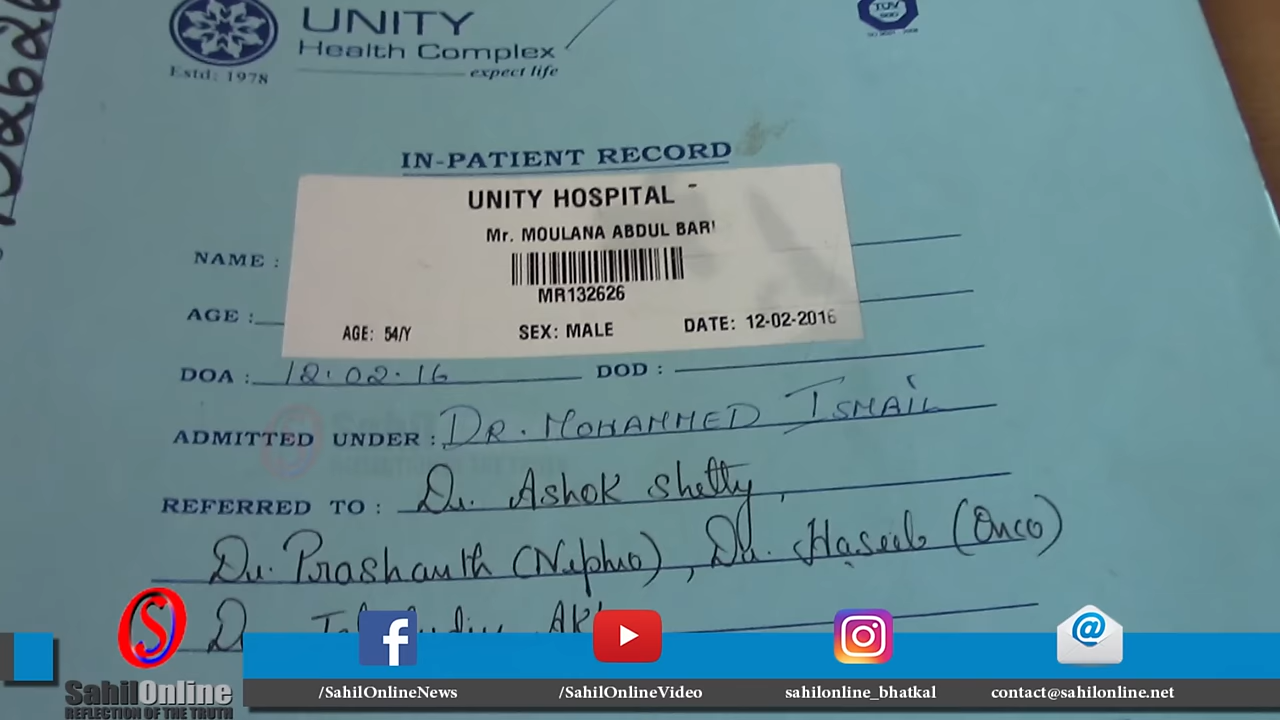 UNITY
Health Complex
expect life
Estd: 1978
TUV
IN-PATIENT RECORD
UNITY HOSPITAL
Mr. MOULANA ABDUL BARI
MR132626
NAME :
AGE :
AGE: 54/Y SEX: MALE DATE: 12-02-2016
DOA : 12.02.16 DOD :
ADMITTED UNDER : DR. MOHAMMED ISMAIL
REFERRED TO : Dr. Ashok Shetty,
Dr. Prashanth (Nephro), Dr. Haseeb (Onco)
SahilOnline
REFLECTION OF THE TRUTH
/SahilOnlineNews
/SahilOnlineVideo
sahilonline_bhatkal
contact@sahilonline.net